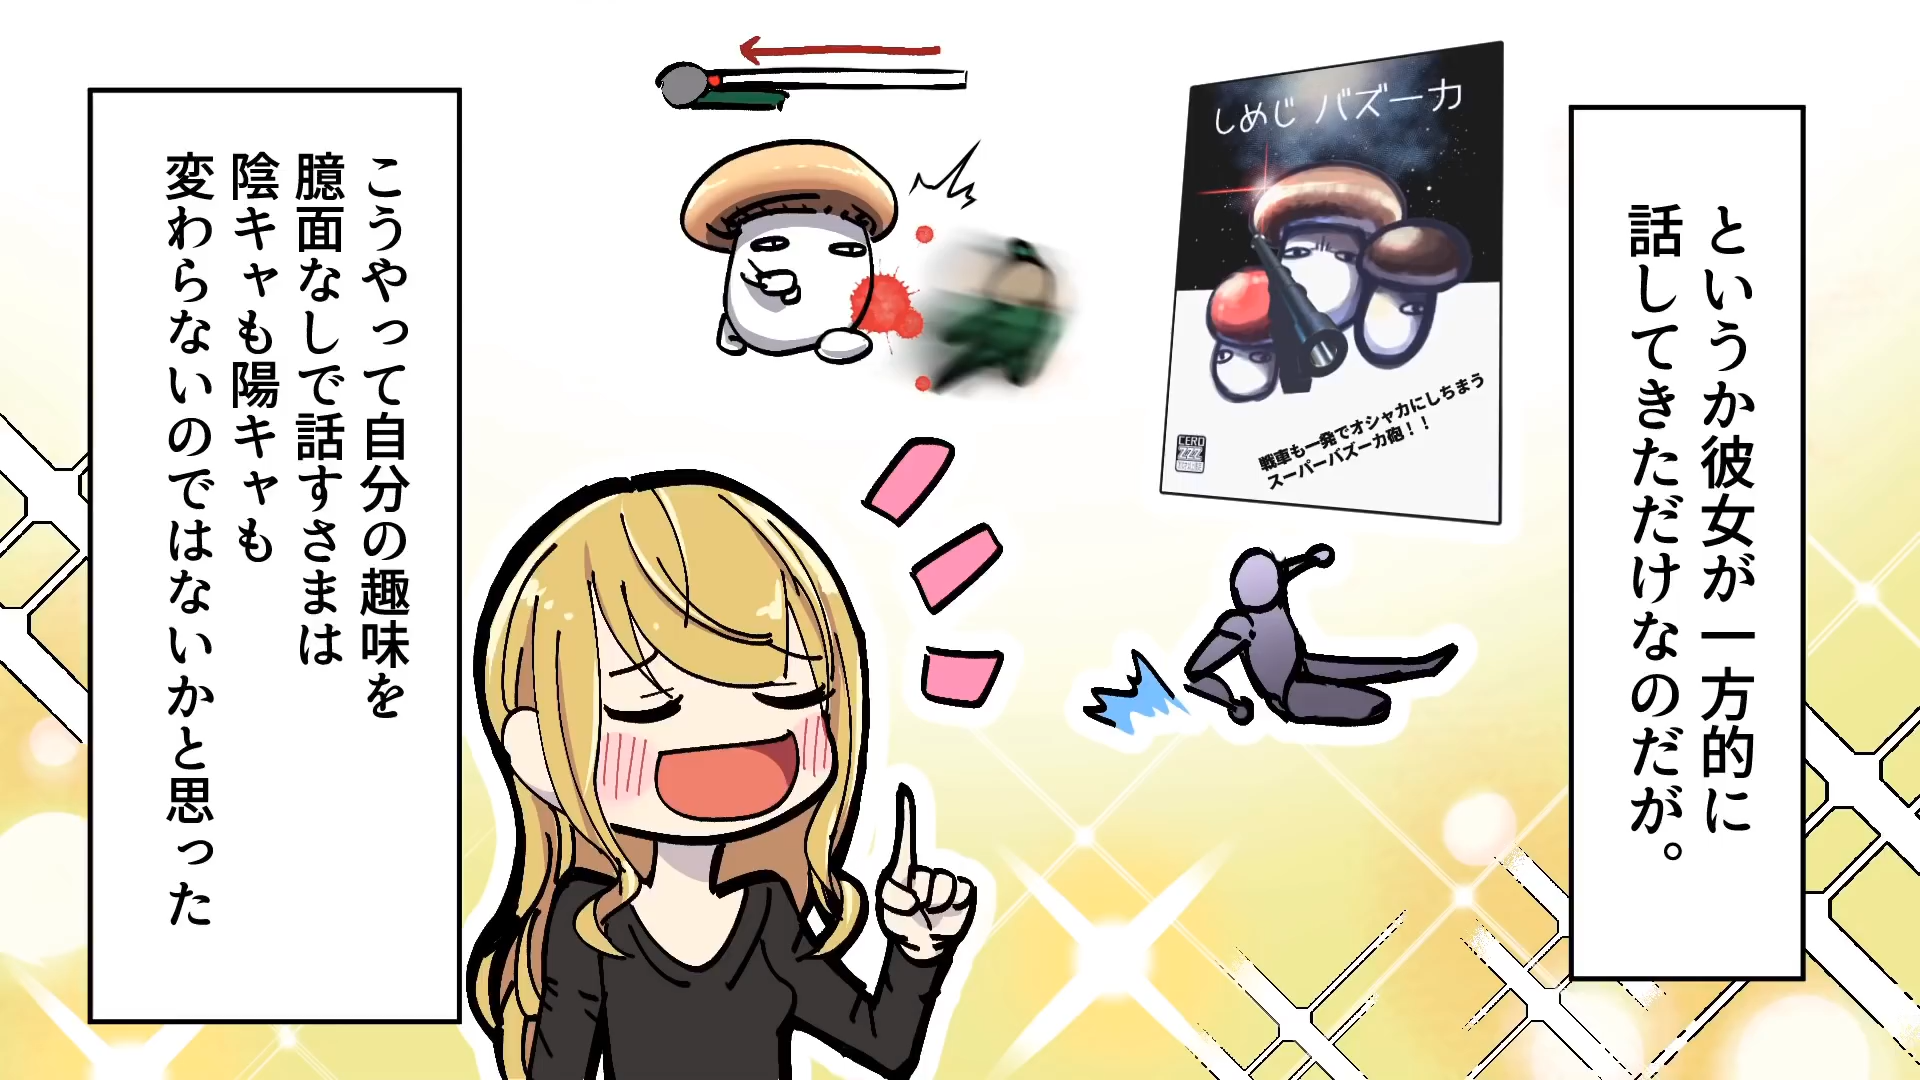 というか彼女が一方的に
話してきただけなのだが。
しめじ バズーカ
戦車も一発でオシャカにしちまう
スーパーバズーカ砲！！
CERO
ZZZ
こうやって自分の趣味を
臆面なしで話すさまは
陰キャも陽キャも
変わらないのではないかと思った